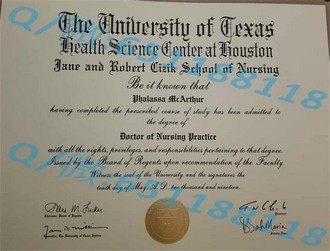 The University of Texas
Health Science Center at Houston
Jane and Robert Cizik School of Nursing
Be it known that
Phalassa McArthur
having completed the prescribed course of study has been admitted to
the degree of
Doctor of Nursing Practice
with all the rights, privileges, and responsibilities pertaining to that degree.
Issued by the Board of Regents upon recommendation of the Faculty
Witness the seal of the University and the signatures the
tenth day of May A.D., two thousand and nineteen.